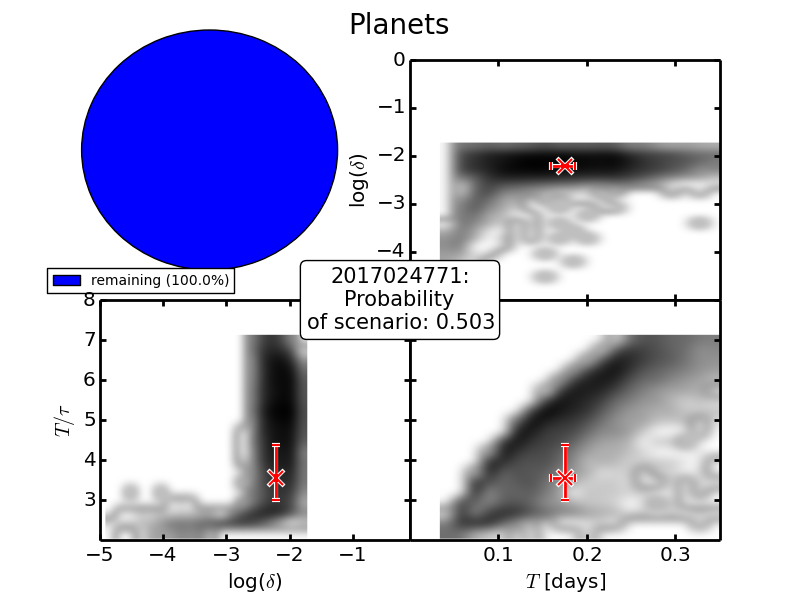 Planets
0
−1
−2
−3
−4
log(δ)
remaining (100.0%)
2017024771:
Probability
of scenario: 0.503
8
7
6
5
4
3
T/τ
−5 −4 −3 −2 −1
log(δ)
0.1 0.2 0.3
T [days]